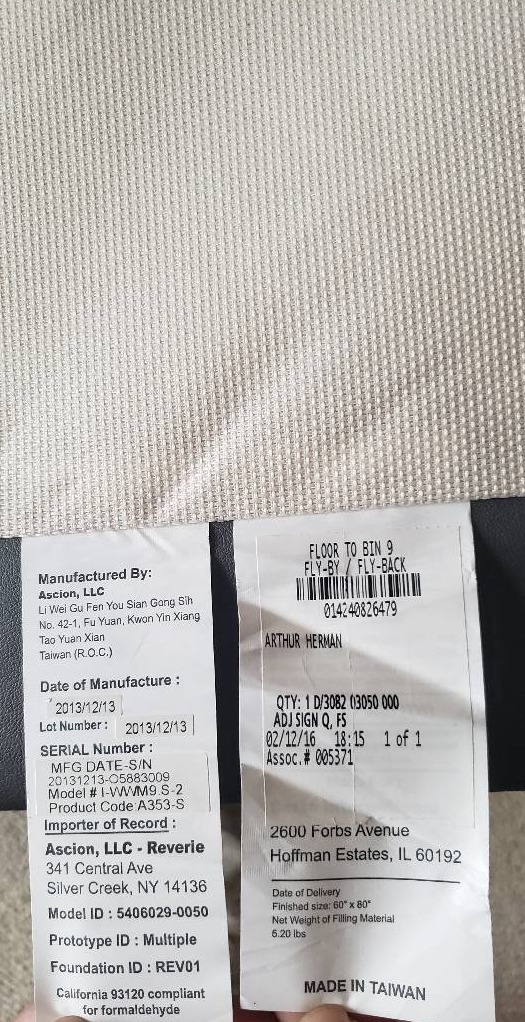 Manufactured By:
Ascion, LLC
Li Wei Gu Fen You Sian Gong Sih
No. 42-1, Fu Yuan, Kwon Yin Xiang
Tao Yuan Xian
Taiwan (R.O.C.)
Date of Manufacture :
2013/12/13
Lot Number : 2013/12/13
SERIAL Number :
MFG DATE-S/N
20131213-O5883009
Model # I-WVM9.S-2
Product Code:A353-S
Importer of Record :
Ascion, LLC - Reverie
341 Central Ave
Silver Creek, NY 14136
Model ID : 5406029-0050
Prototype ID : Multiple
Foundation ID : REV01
California 93120 compliant
for formaldehyde
FLOOR TO BIN 9
FLY-BY / FLY-BACK
014240826479
ARTHUR HERMAN
QTY: 1 D/3082 03050 000
ADJ SIGN Q, FS
02/12/16 18:15 1 of 1
Assoc.# 005371
2600 Forbs Avenue
Hoffman Estates, IL 60192
Date of Delivery
Finished size: 60" x 80"
Net Weight of Filling Material
6.20 lbs
MADE IN TAIWAN